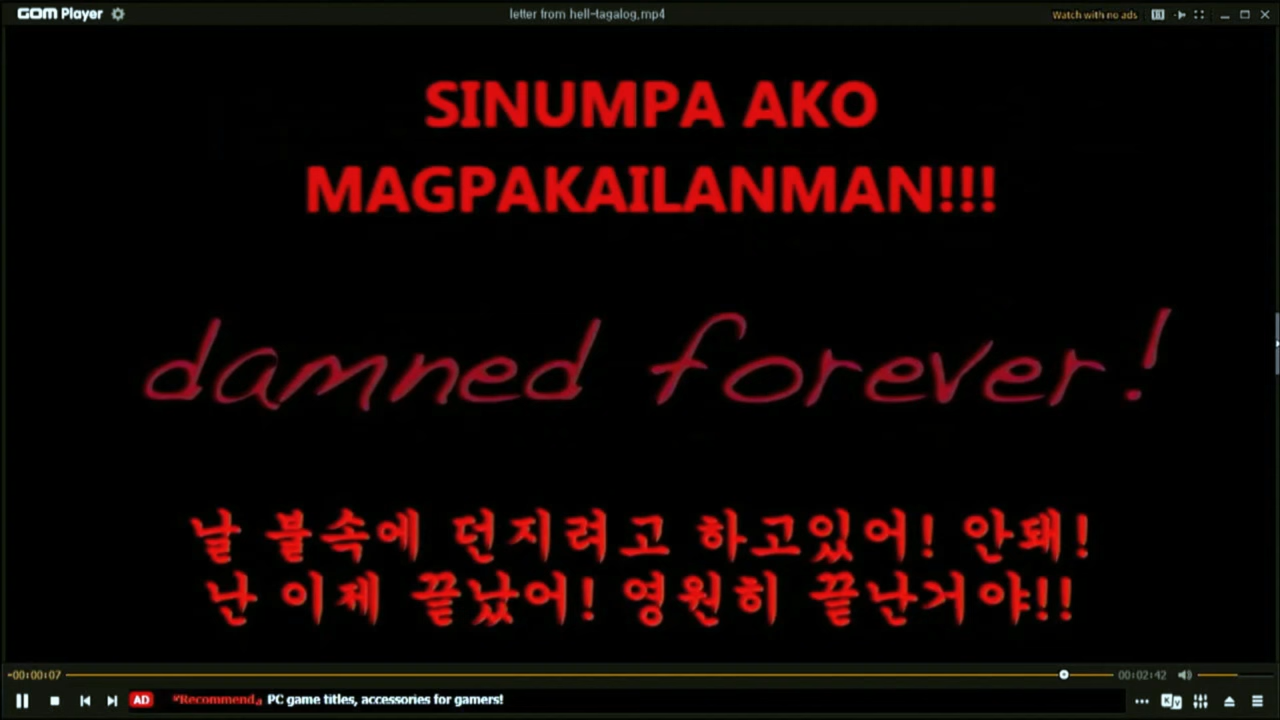 GOM Player
letter from hell-tagalog.mp4
Watch with no ads
SINUMPA AKO
MAGPAKAILANMAN!!!
damned forever!
날 불속에 던지려고 하고있어! 안돼!
난 이제 끝났어! 영원히 끝난거야!!
-00:00:07
00:02:42
AD
PC game titles, accessories for gamers!